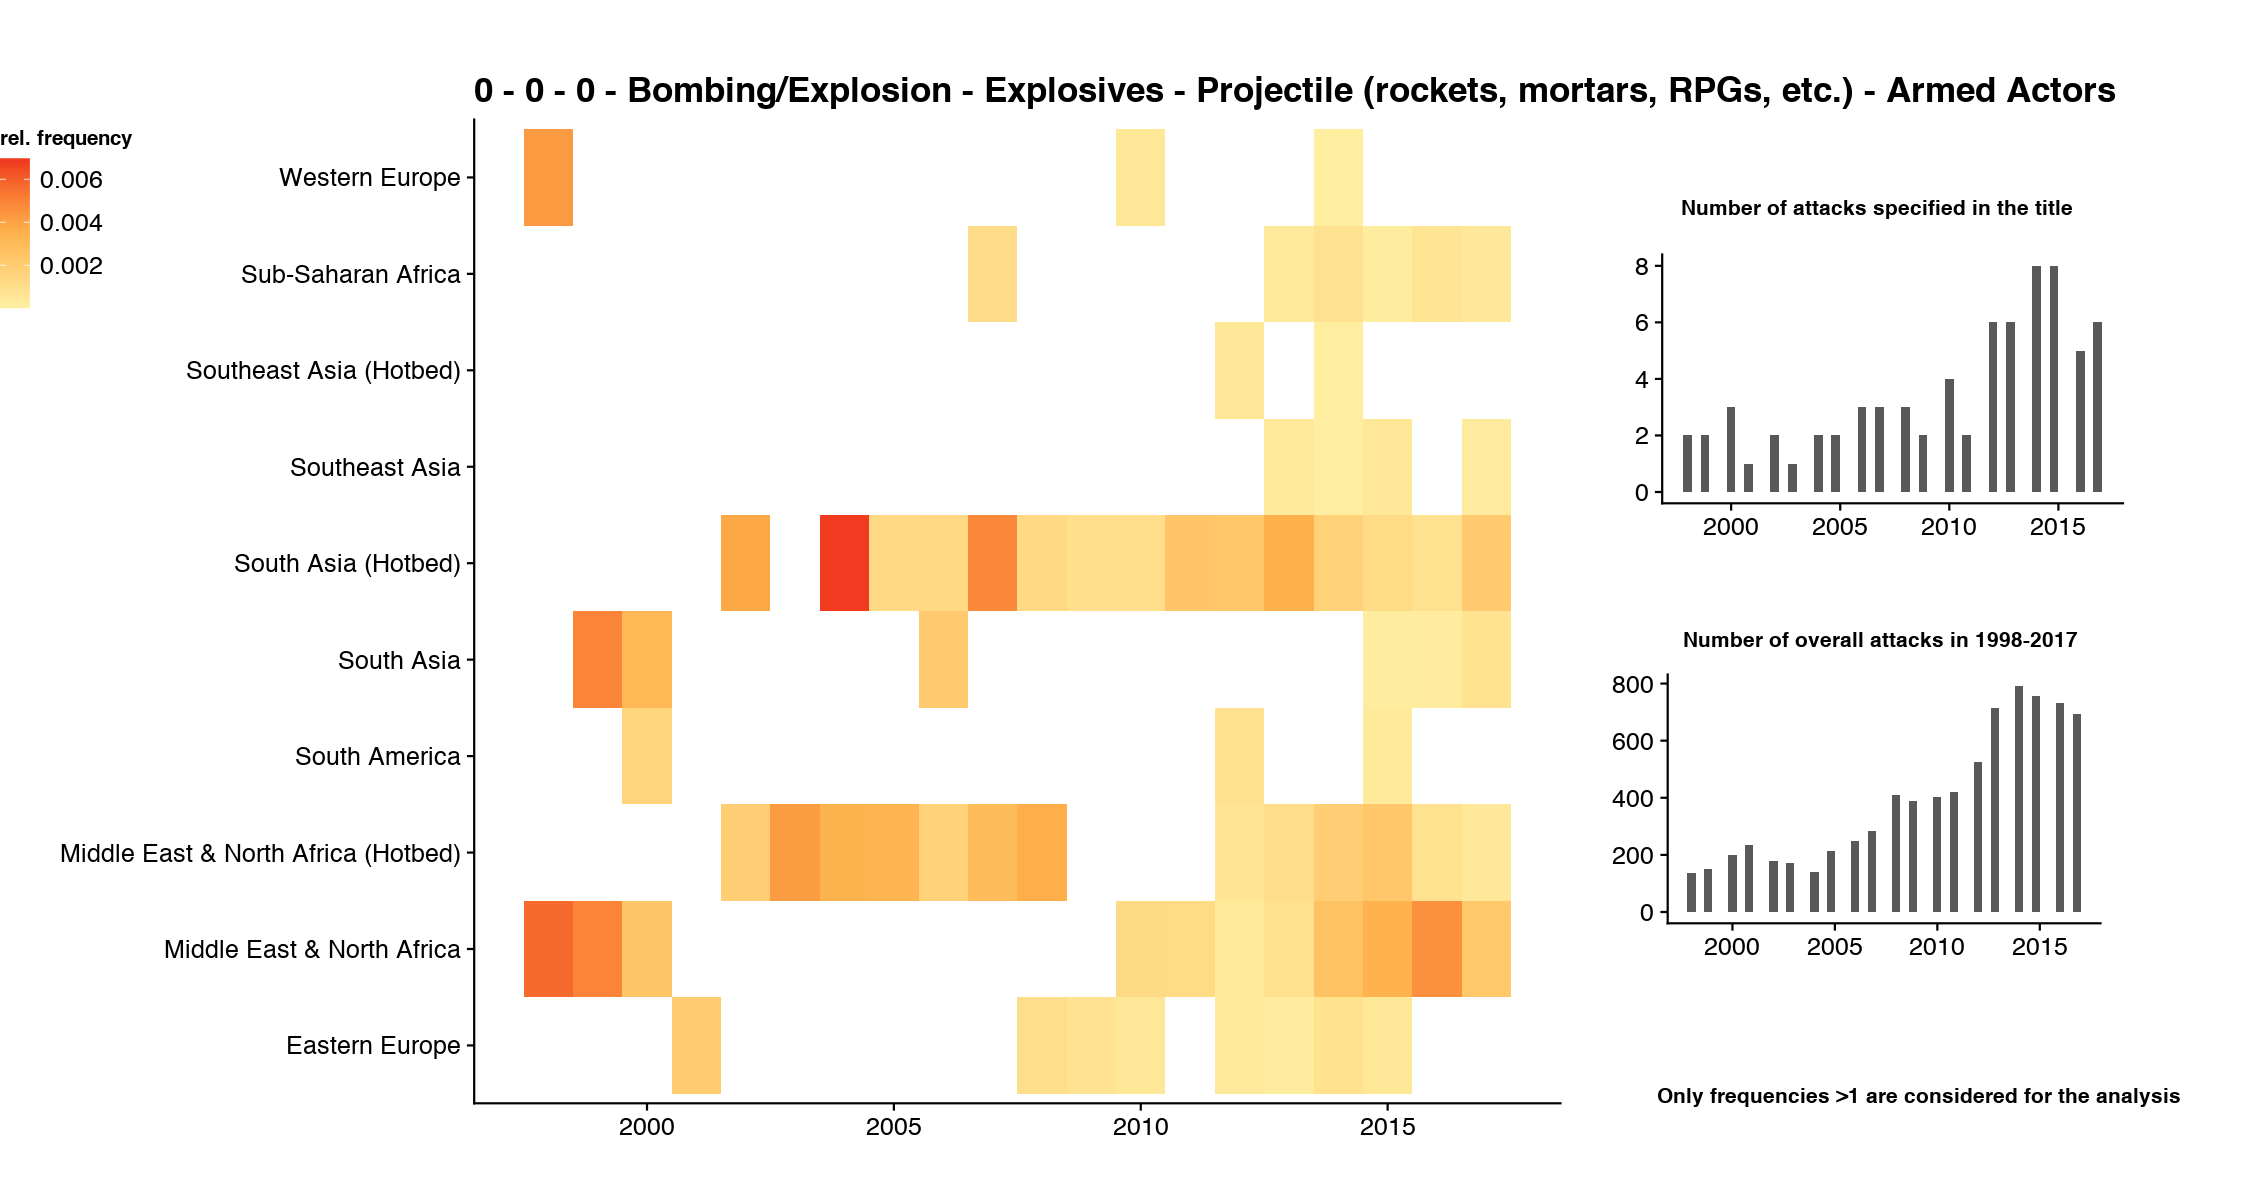 0 - 0 - 0 - Bombing/Explosion - Explosives - Projectile (rockets, mortars, RPGs, etc.) - Armed Actors
rel. frequency
0.006
0.004
0.002
Western Europe
Sub-Saharan Africa
Southeast Asia (Hotbed)
Southeast Asia
South Asia (Hotbed)
South Asia
South America
Middle East & North Africa (Hotbed)
Middle East & North Africa
Eastern Europe
2000 2005 2010 2015
Number of attacks specified in the title
8
6
4
2
0
2000 2005 2010 2015
Number of overall attacks in 1998-2017
800
600
400
200
0
2000 2005 2010 2015
Only frequencies >1 are considered for the analysis